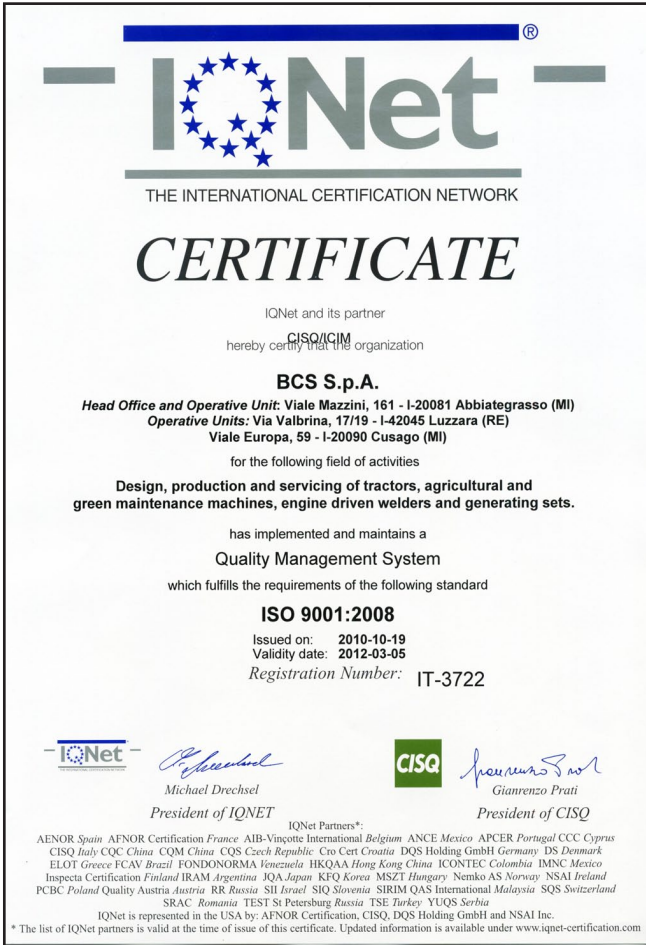 IQNet®
THE INTERNATIONAL CERTIFICATION NETWORK
CERTIFICATE
IQNet and its partner
CISQ/ICIM
hereby certify that the organization
BCS S.p.A.
Head Office and Operative Unit: Viale Mazzini, 161 - I-20081 Abbiategrasso (MI)
Operative Units: Via Valbrina, 17/19 - I-42045 Luzzara (RE)
Viale Europa, 59 - I-20090 Cusago (MI)
for the following field of activities
Design, production and servicing of tractors, agricultural and
green maintenance machines, engine driven welders and generating sets.
has implemented and maintains a
Quality Management System
which fulfills the requirements of the following standard
ISO 9001:2008
Issued on: 2010-10-19
Validity date: 2012-03-05
Registration Number: IT-3722
IQNet
THE INTERNATIONAL CERTIFICATION NETWORK
CISQ
Michael Drechsel
Gianrenzo Prati
President of IQNET
President of CISQ
IQNet Partners*:
AENOR Spain AFNOR Certification France AIB-Vinçotte International Belgium ANCE Mexico APCER Portugal CCC Cyprus
CISQ Italy CQC China CQM China CQS Czech Republic Cro Cert Croatia DQS Holding GmbH Germany DS Denmark
ELOT Greece FCAV Brazil FONDONORMA Venezuela HKQAA Hong Kong China ICONTEC Colombia IMNC Mexico
Inspecta Certification Finland IRAM Argentina JQA Japan KFQ Korea MSZT Hungary Nemko AS Norway NSAI Ireland
PCBC Poland Quality Austria Austria RR Russia SII Israel SIQ Slovenia SIRIM QAS International Malaysia SQS Switzerland
SRAC Romania TEST St Petersburg Russia TSE Turkey YUQS Serbia
IQNet is represented in the USA by: AFNOR Certification, CISQ, DQS Holding GmbH and NSAI Inc.
* The list of IQNet partners is valid at the time of issue of this certificate. Updated information is available under www.iqnet-certification.com